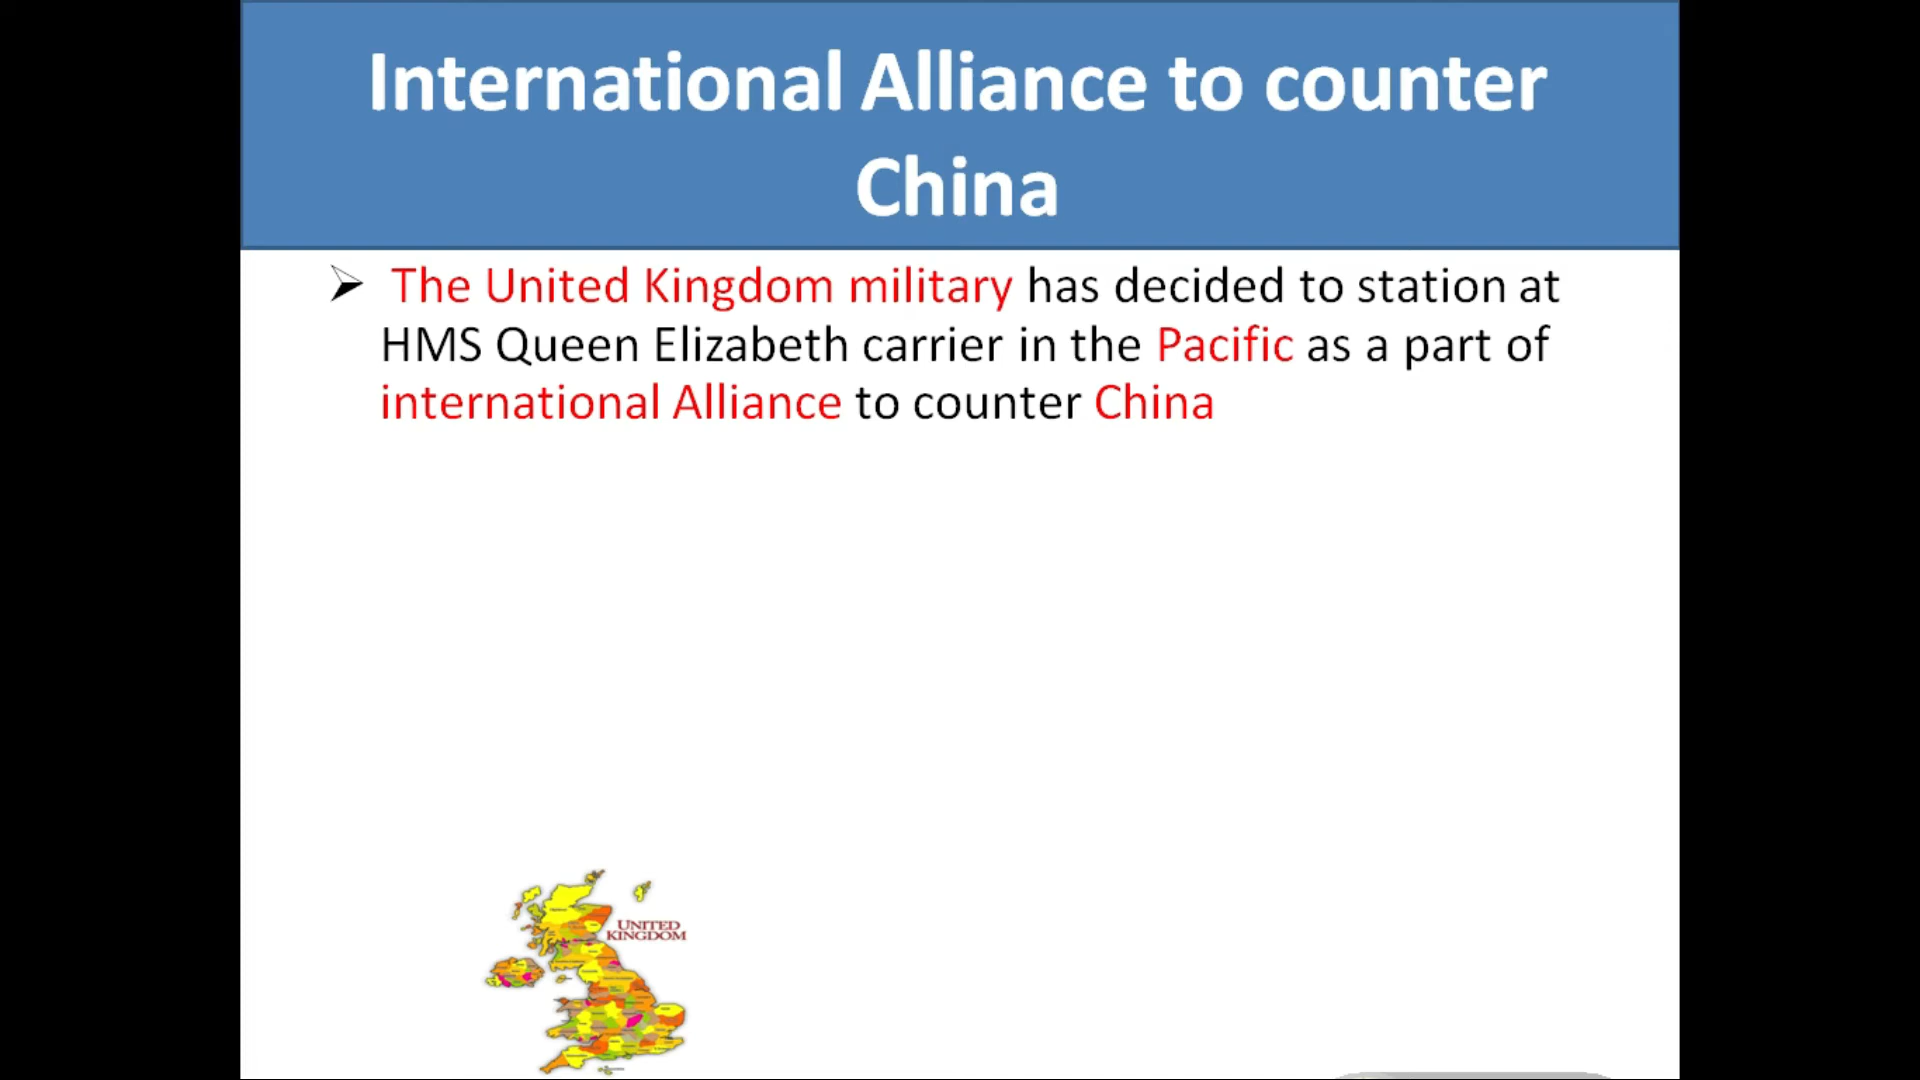 International Alliance to counter
China
The United Kingdom military has decided to station at
HMS Queen Elizabeth carrier in the Pacific as a part of
international Alliance to counter China
UNITED
KINGDOM